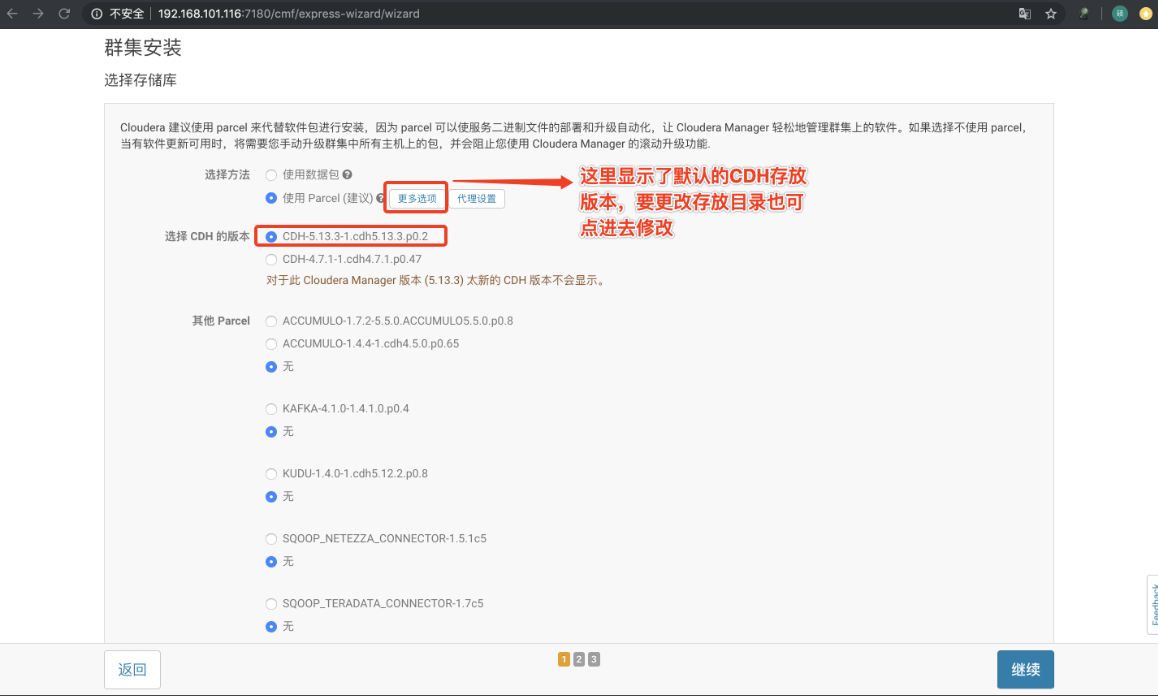 不安全 192.168.101.116:7180/cmf/express-wizard/wizard
群集安装
选择存储库
Cloudera 建议使用 parcel 来代替软件包进行安装，因为 parcel 可以使服务二进制文件的部署和升级自动化，让 Cloudera Manager 轻松地管理群集上的软件。如果选择不使用 parcel，
当有软件更新可用时，将需要您手动升级群集中所有主机上的包，并会阻止您使用 Cloudera Manager 的滚动升级功能.
选择方法 使用数据包
使用 Parcel (建议) 更多选项 代理设置
这里显示了默认的CDH存放
版本，要更改存放目录也可
点进去修改
选择 CDH 的版本 CDH-5.13.3-1.cdh5.13.3.p0.2
CDH-4.7.1-1.cdh4.7.1.p0.47
对于此 Cloudera Manager 版本 (5.13.3) 太新的 CDH 版本不会显示。
其他 Parcel ACCUMULO-1.7.2-5.5.0.ACCUMULO5.5.0.p0.8
ACCUMULO-1.4.4-1.cdh4.5.0.p0.65
无
KAFKA-4.1.0-1.4.1.0.p0.4
无
KUDU-1.4.0-1.cdh5.12.2.p0.8
无
SQOOP_NETEZZA_CONNECTOR-1.5.1c5
无
SQOOP_TERADATA_CONNECTOR-1.7c5
无
Feedback
返回 1 2 3 继续